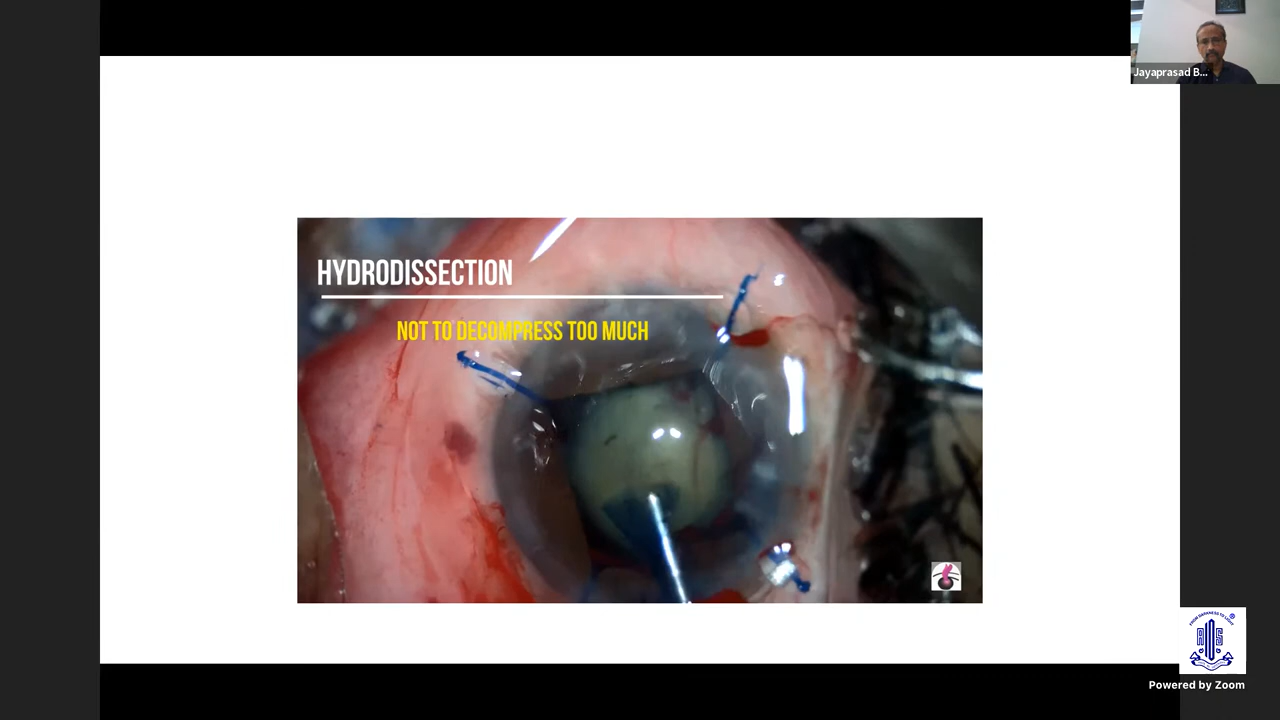 Jayaprasad B...
HYDRODISSECTION
NOT TO DECOMPRESS TOO MUCH
Powered by Zoom